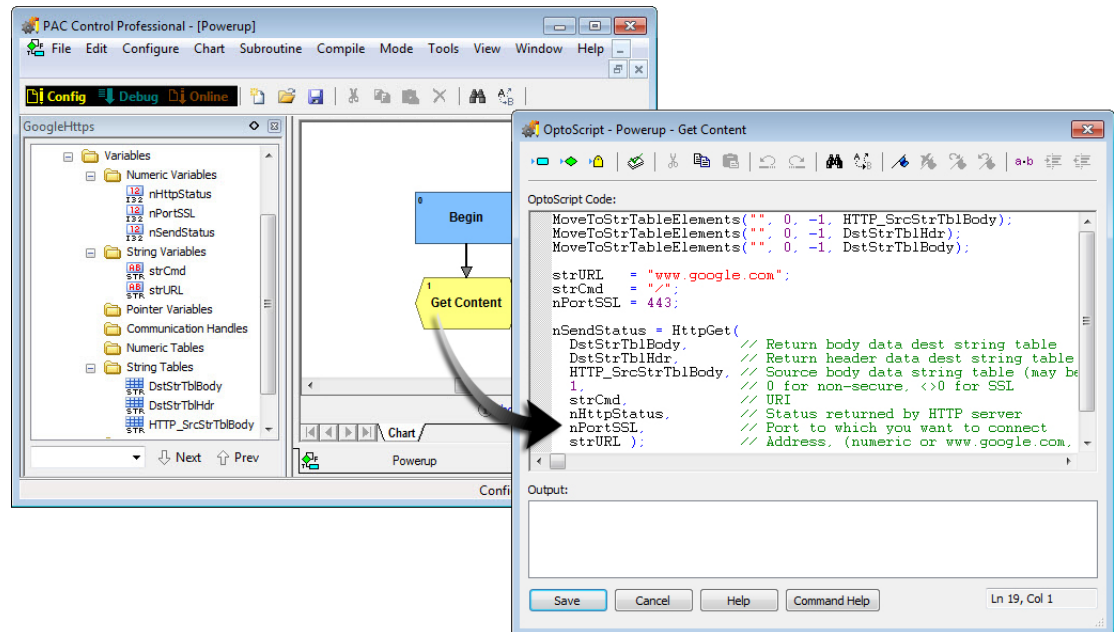 PAC Control Professional - [Powerup]
File Edit Configure Chart Subroutine Compile Mode Tools View Window Help
Config Debug Online
GoogleHttps
Variables
Numeric Variables
nHttpStatus
nPortSSL
nSendStatus
String Variables
strCmd
strURL
Pointer Variables
Communication Handles
Numeric Tables
String Tables
DstStrTblBody
DstStrTblHdr
HTTP_SrcStrTblBody
Next Prev
0
Begin
1
Get Content
Chart
Powerup
Confi
OptoScript - Powerup - Get Content
OptoScript Code:
MoveToStrTableElements("", 0, -1, HTTP_SrcStrTblBody);
MoveToStrTableElements("", 0, -1, DstStrTblHdr);
MoveToStrTableElements("", 0, -1, DstStrTblBody);
strURL = "www.google.com";
strCmd = "/";
nPortSSL = 443;
nSendStatus = HttpGet(
DstStrTblBody, // Return body data dest string table
DstStrTblHdr, // Return header data dest string table
HTTP_SrcStrTblBody, // Source body data string table (may be
1, // 0 for non-secure, <>0 for SSL
strCmd, // URI
nHttpStatus, // Status returned by HTTP server
nPortSSL, // Port to which you want to connect
strURL ); // Address, (numeric or www.google.com,
Output:
Save Cancel Help Command Help Ln 19, Col 1